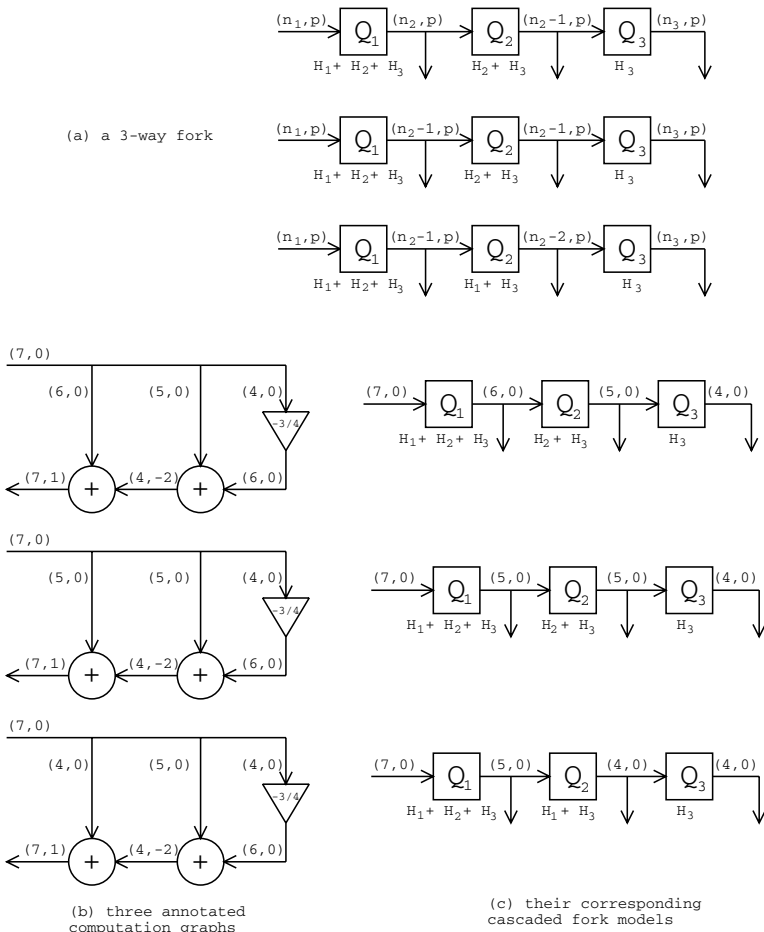 (n1,p) Q1 (n2,p) Q2 (n2-1,p) Q3 (n3,p)
H1+ H2+ H3 H2+ H3 H3
(a) a 3-way fork
(n1,p) Q1 (n2-1,p) Q2 (n2-1,p) Q3 (n3,p)
H1+ H2+ H3 H2+ H3 H3
(n1,p) Q1 (n2-1,p) Q2 (n2-2,p) Q3 (n3,p)
H1+ H2+ H3 H1+ H3 H3
(7,0)
(6,0) (5,0) (4,0)
-3/4
(7,1) + (4,-2) + (6,0)
(7,0) Q1 (6,0) Q2 (5,0) Q3 (4,0)
H1+ H2+ H3 H2+ H3 H3
(7,0)
(5,0) (5,0) (4,0)
-3/4
(7,1) + (4,-2) + (6,0)
(7,0) Q1 (5,0) Q2 (5,0) Q3 (4,0)
H1+ H2+ H3 H2+ H3 H3
(7,0)
(4,0) (5,0) (4,0)
-3/4
(7,1) + (4,-2) + (6,0)
(7,0) Q1 (5,0) Q2 (4,0) Q3 (4,0)
H1+ H2+ H3 H1+ H3 H3
(b) three annotated
computation graphs
(c) their corresponding
cascaded fork models